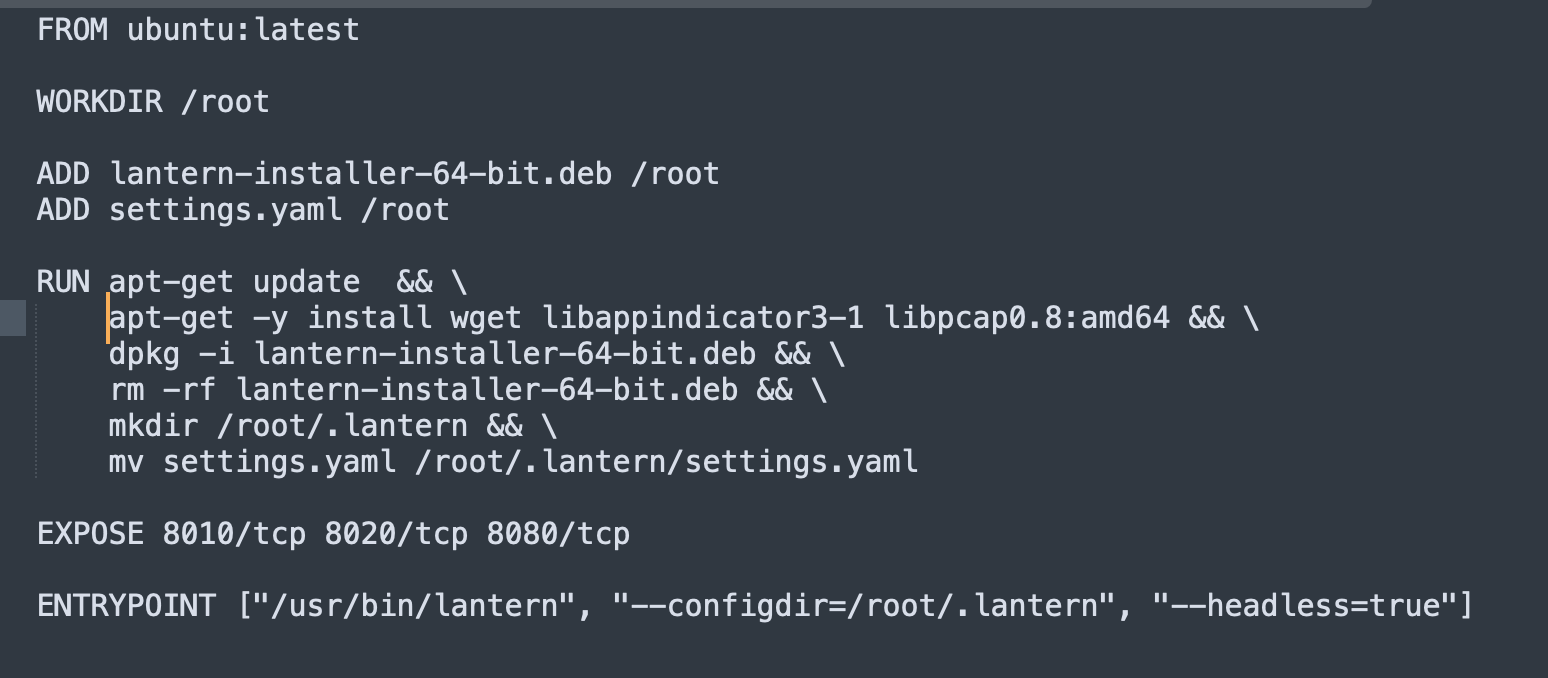 FROM ubuntu:latest
WORKDIR /root
ADD lantern-installer-64-bit.deb /root
ADD settings.yaml /root
RUN apt-get update  && \
    apt-get -y install wget libappindicator3-1 libpcap0.8:amd64 && \
    dpkg -i lantern-installer-64-bit.deb && \
    rm -rf lantern-installer-64-bit.deb && \
    mkdir /root/.lantern && \
    mv settings.yaml /root/.lantern/settings.yaml
EXPOSE 8010/tcp 8020/tcp 8080/tcp
ENTRYPOINT ["/usr/bin/lantern", "--configdir=/root/.lantern", "--headless=true"]